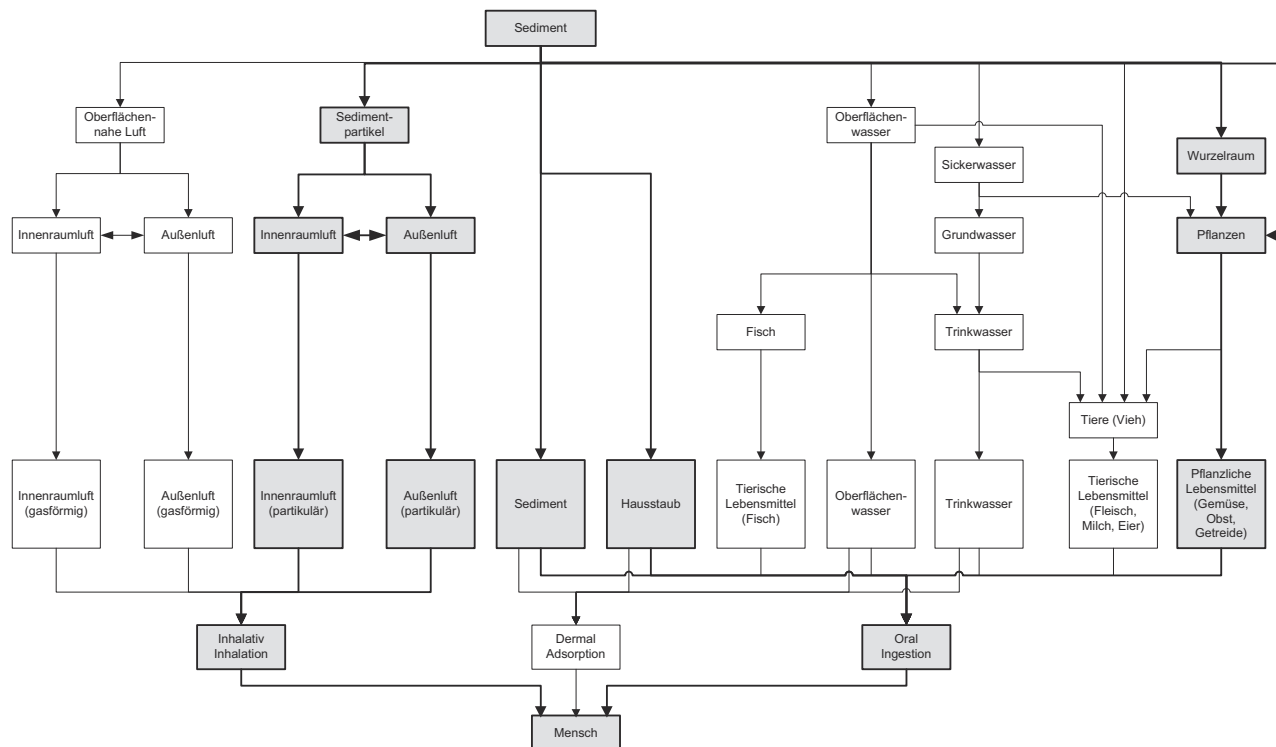 Sediment
Oberflächen-
nahe Luft
Sediment-
partikel
Oberflächen-
wasser
Sickerwasser
Wurzelraum
Innenraumluft
Außenluft
Innenraumluft
Außenluft
Grundwasser
Pflanzen
Fisch
Trinkwasser
Tiere (Vieh)
Innenraumluft
(gasförmig)
Außenluft
(gasförmig)
Innenraumluft
(partikulär)
Außenluft
(partikulär)
Sediment
Hausstaub
Tierische
Lebensmittel
(Fisch)
Oberflächen-
wasser
Trinkwasser
Tierische
Lebensmittel
(Fleisch,
Milch, Eier)
Pflanzliche
Lebensmittel
(Gemüse,
Obst,
Getreide)
Inhalativ
Inhalation
Dermal
Adsorption
Oral
Ingestion
Mensch